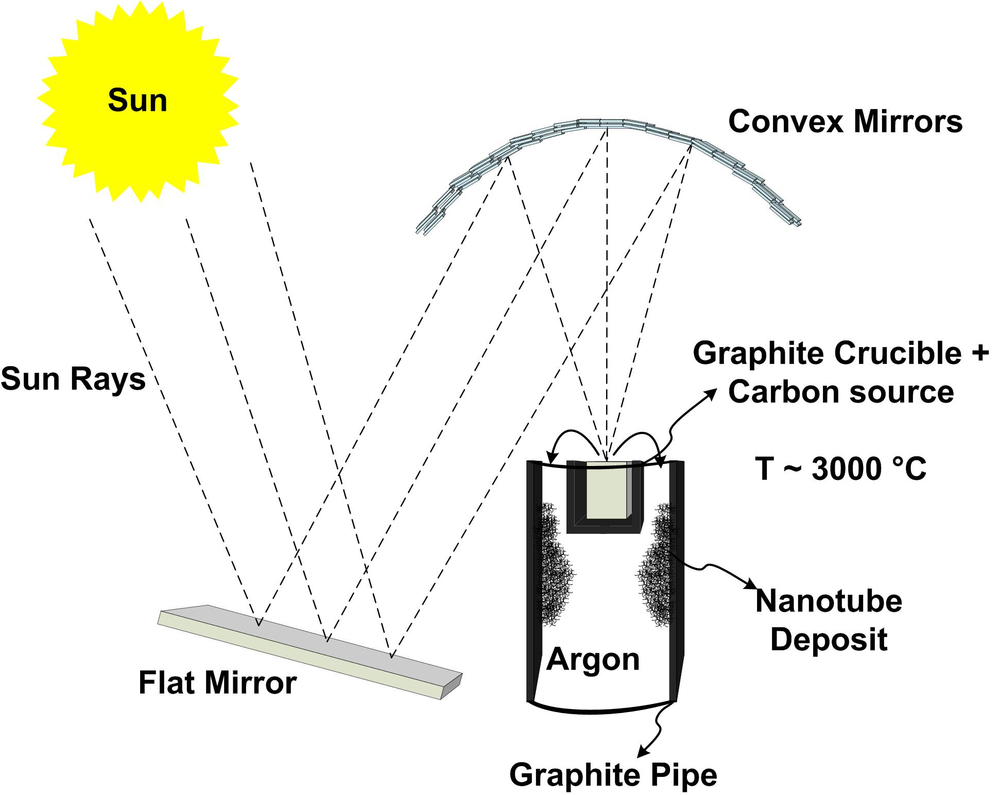 Sun
Convex Mirrors
Sun Rays
Graphite Crucible +
Carbon source
T ~ 3000 °C
Nanotube
Deposit
Argon
Flat Mirror
Graphite Pipe